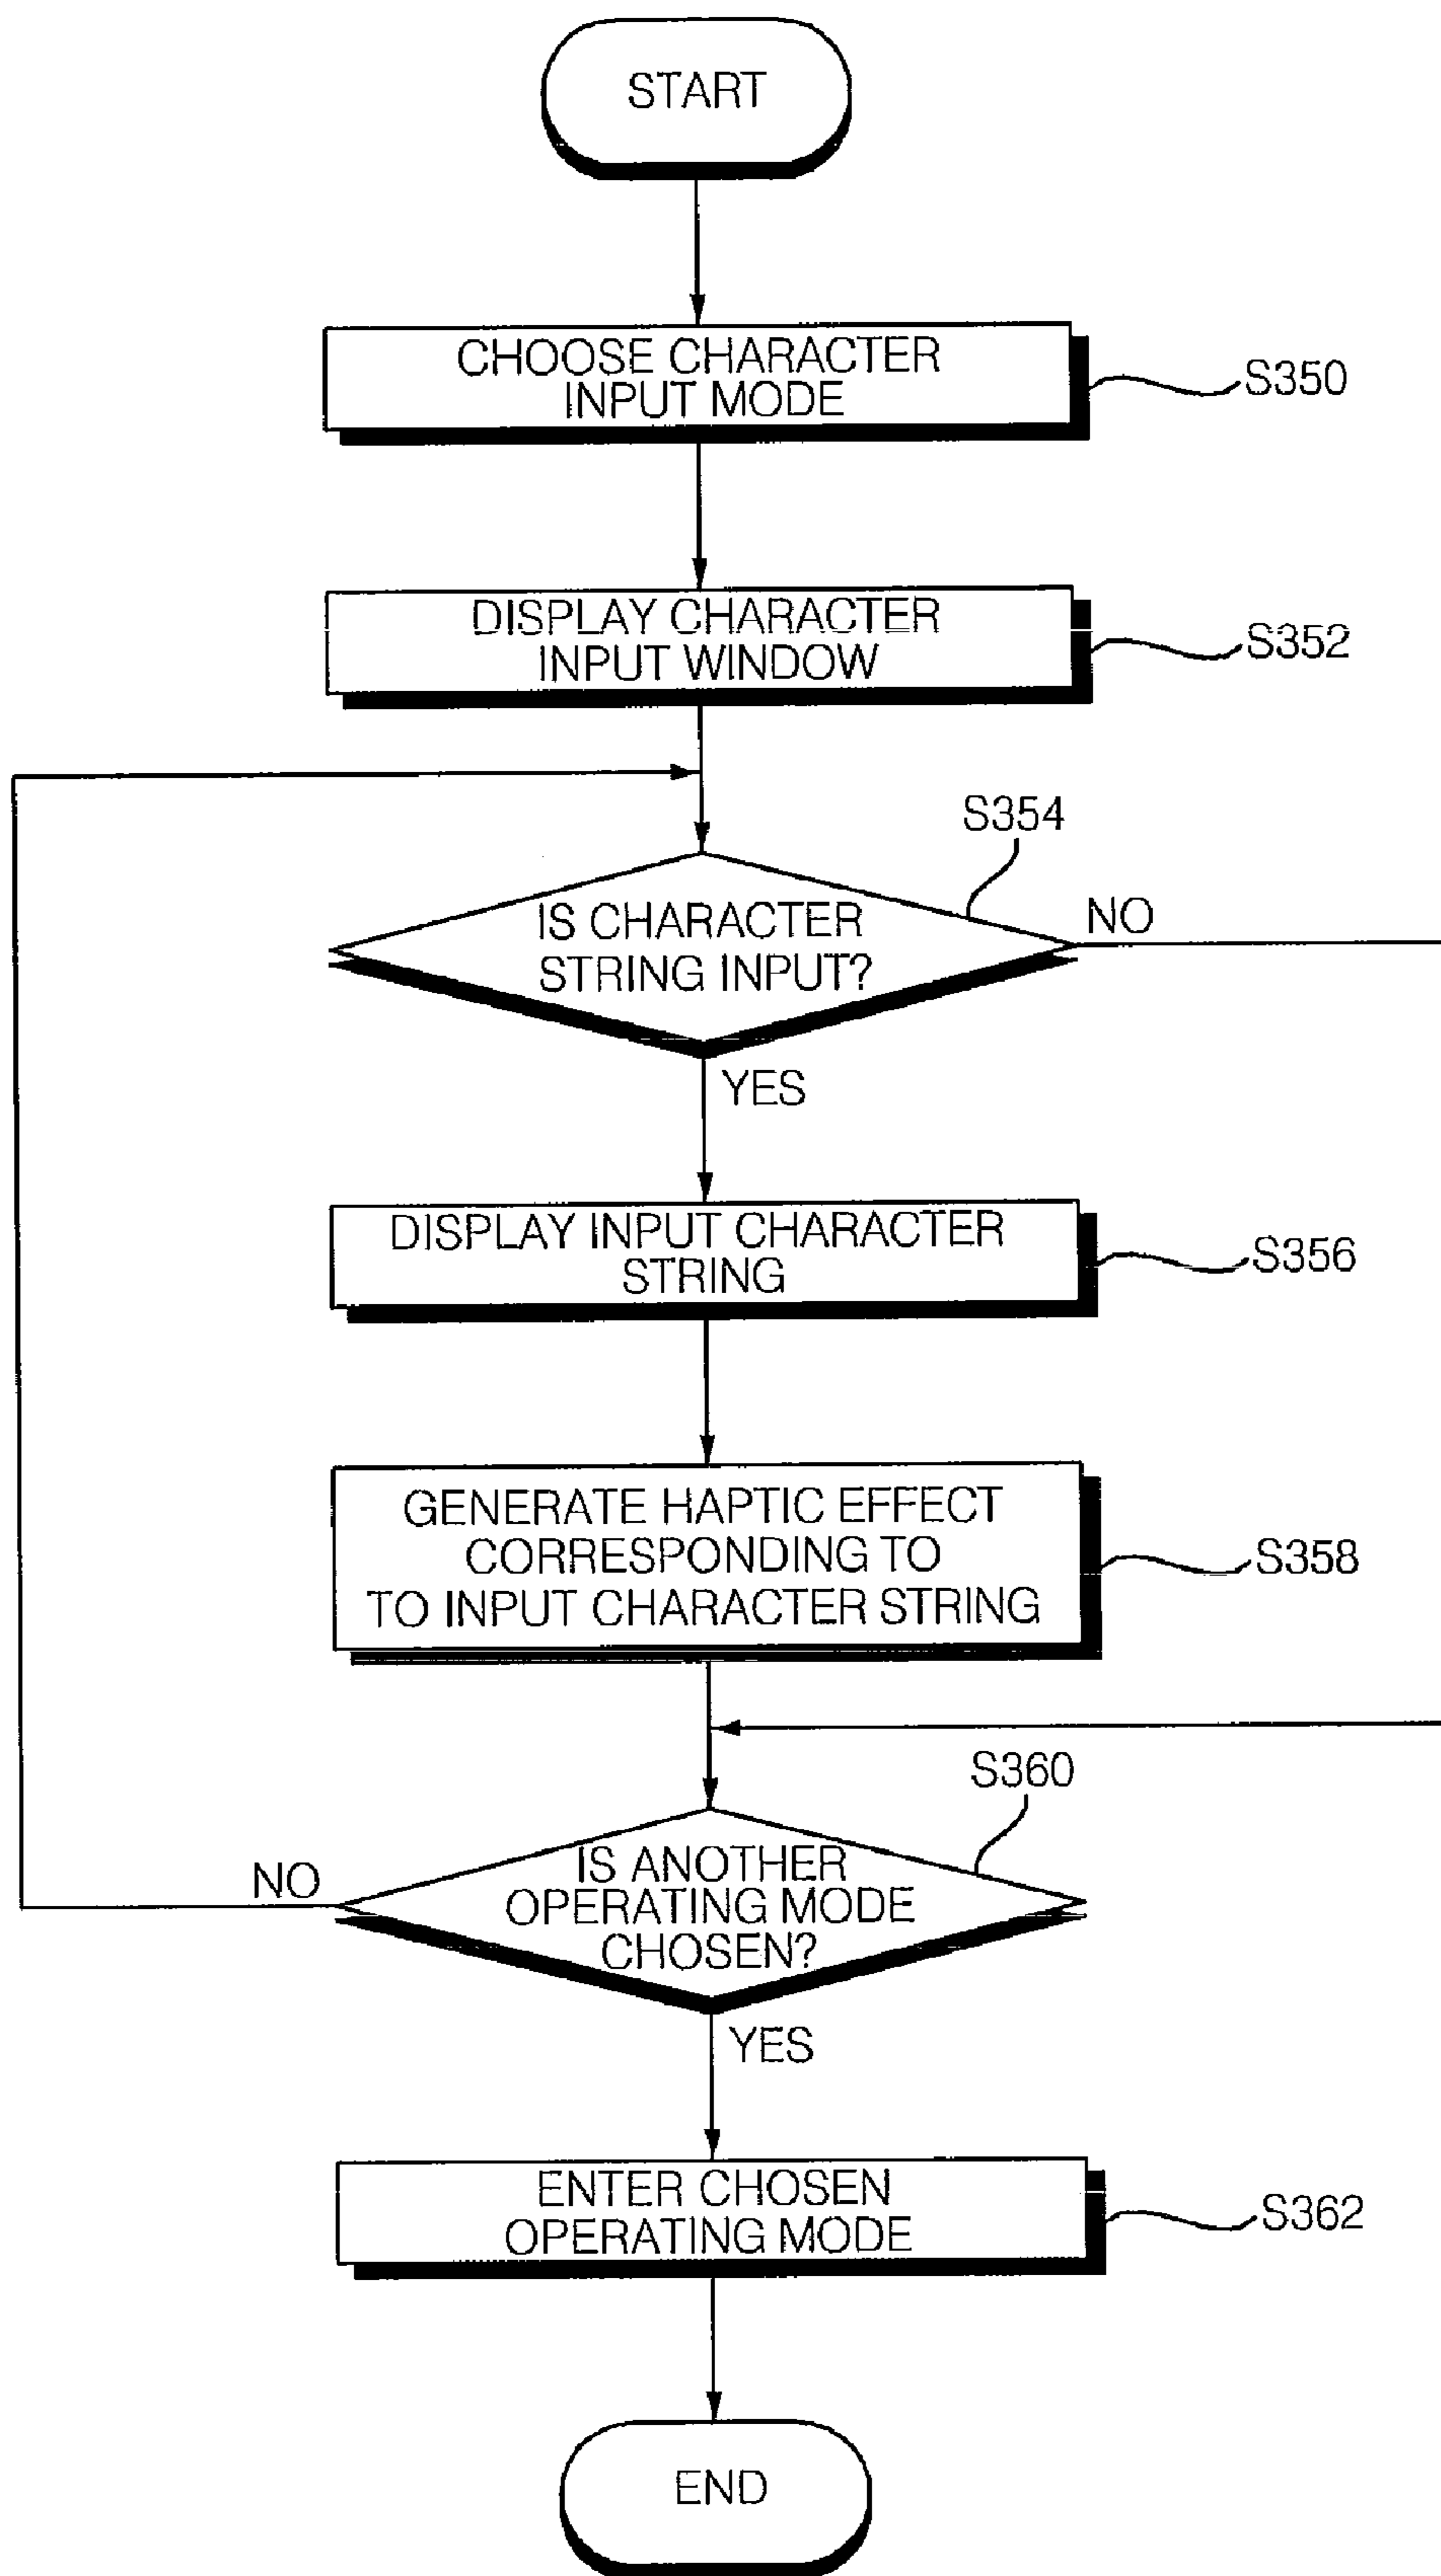 START
CHOOSE CHARACTER
INPUT MODE
S350
DISPLAY CHARACTER
INPUT WINDOW
S352
S354
IS CHARACTER
STRING INPUT?
NO
YES
DISPLAY INPUT CHARACTER
STRING
S356
GENERATE HAPTIC EFFECT
CORRESPONDING TO
TO INPUT CHARACTER STRING
S358
S360
IS ANOTHER
OPERATING MODE
CHOSEN?
NO
YES
ENTER CHOSEN
OPERATING MODE
S362
END